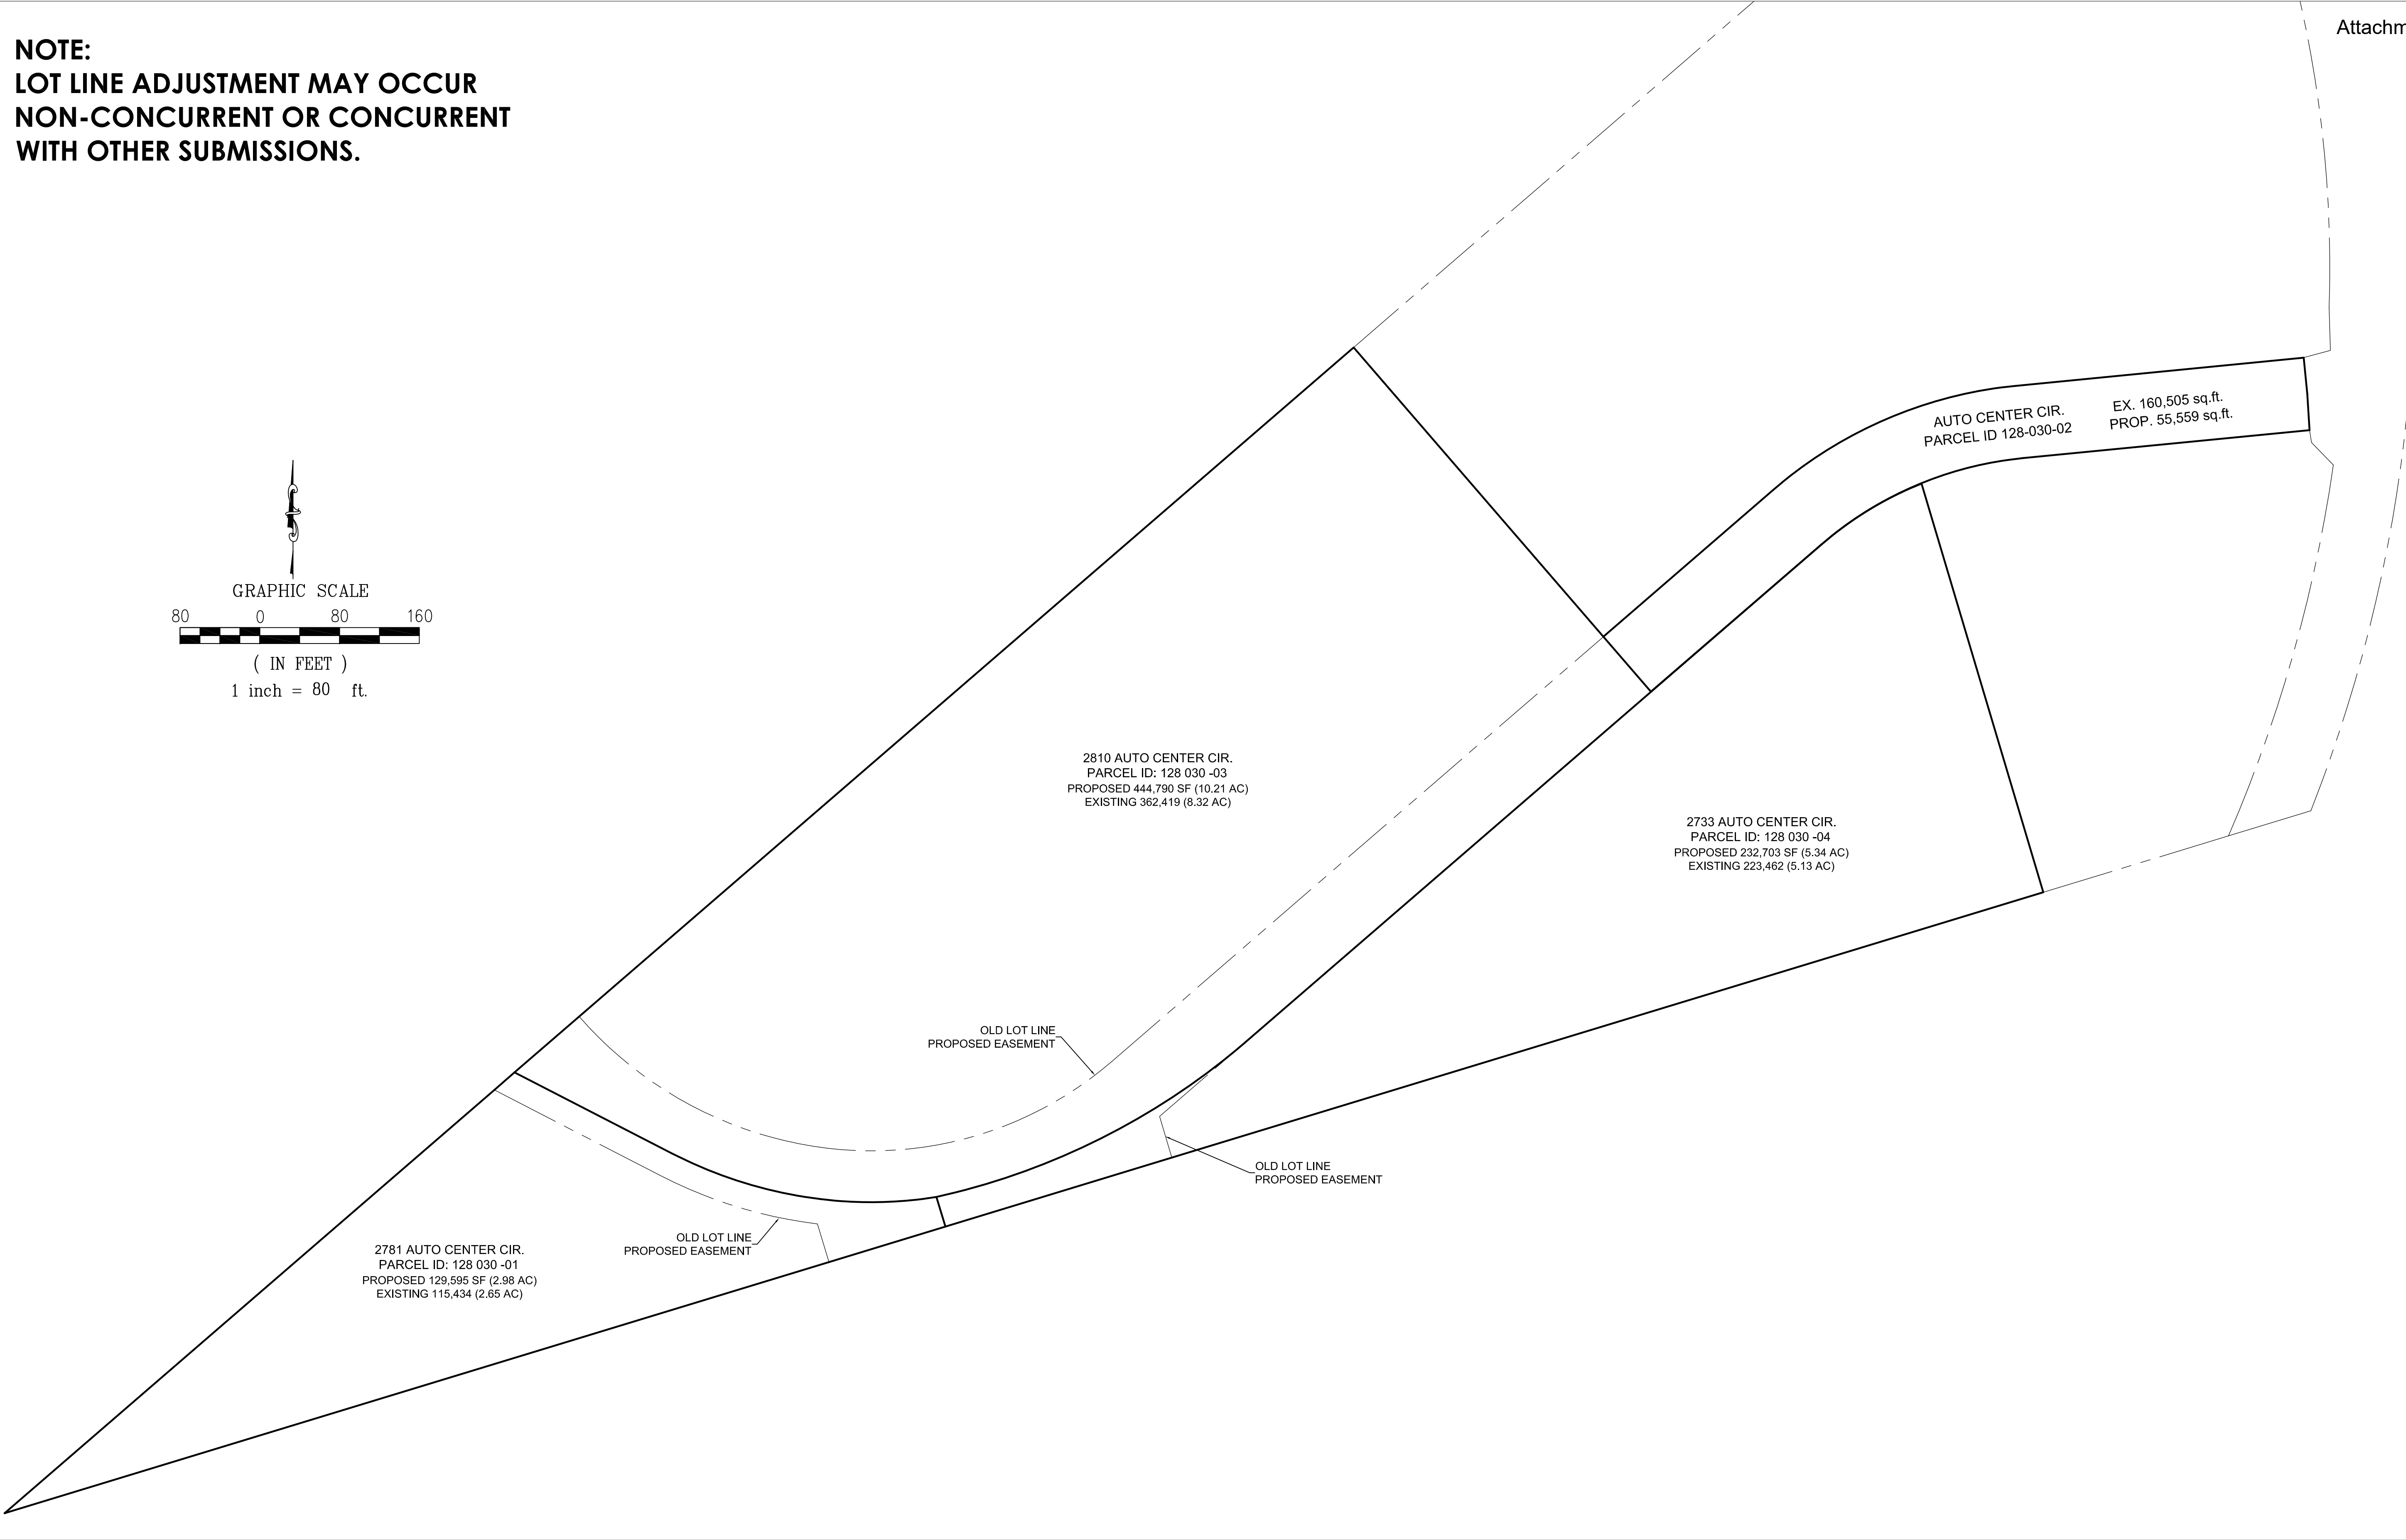 Attachm
NOTE:
LOT LINE ADJUSTMENT MAY OCCUR
NON-CONCURRENT OR CONCURRENT
WITH OTHER SUBMISSIONS.
AUTO CENTER CIR.
PARCEL ID 128-030-02
EX. 160,505 sq.ft.
PROP. 55,559 sq.ft.
GRAPHIC SCALE
80 0 80 160
( IN FEET )
1 inch = 80 ft.
2810 AUTO CENTER CIR.
PARCEL ID: 128 030 -03
PROPOSED 444,790 SF (10.21 AC)
EXISTING 362,419 (8.32 AC)
2733 AUTO CENTER CIR.
PARCEL ID: 128 030 -04
PROPOSED 232,703 SF (5.34 AC)
EXISTING 223,462 (5.13 AC)
OLD LOT LINE
PROPOSED EASEMENT
OLD LOT LINE
PROPOSED EASEMENT
OLD LOT LINE
PROPOSED EASEMENT
2781 AUTO CENTER CIR.
PARCEL ID: 128 030 -01
PROPOSED 129,595 SF (2.98 AC)
EXISTING 115,434 (2.65 AC)